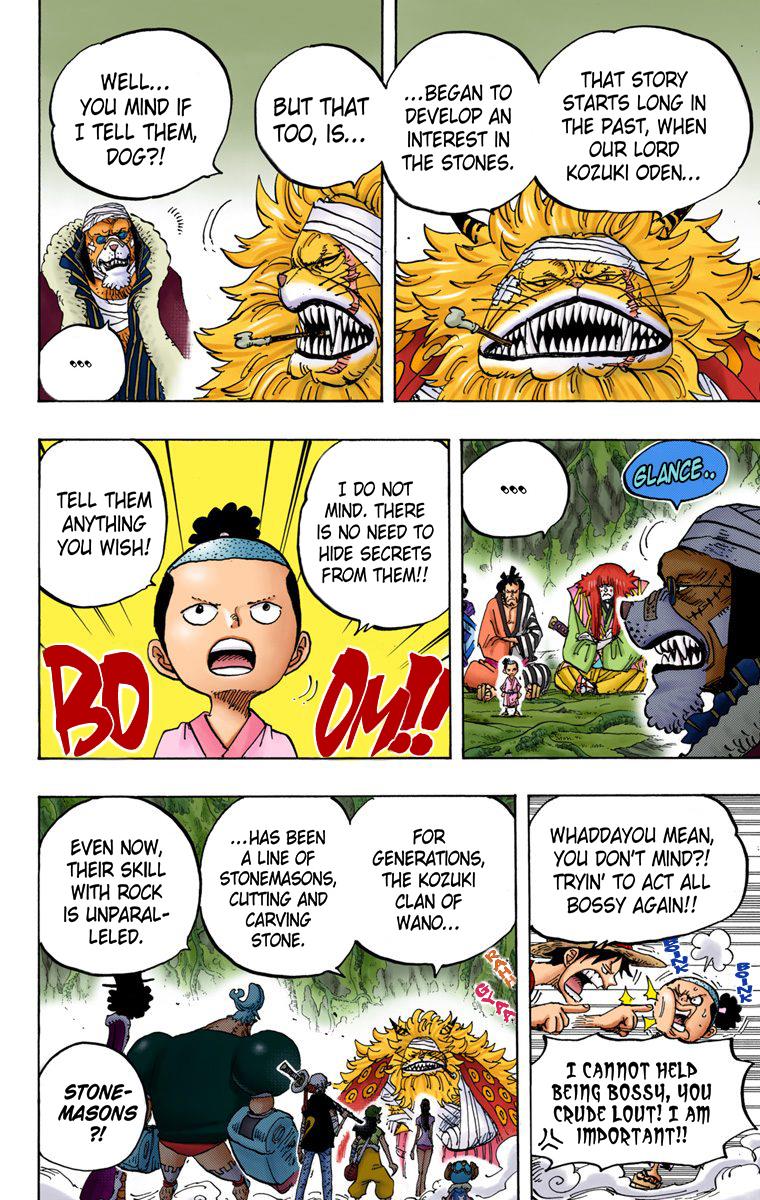 THAT STORY
STARTS LONG IN
THE PAST, WHEN
OUR LORD
KOZUKI ODEN...
...BEGAN TO
DEVELOP AN
INTEREST IN
THE STONES.
BUT THAT
TOO, IS...
WELL...
YOU MIND IF
I TELL THEM,
DOG?!
...
GLANCE..
...
I DO NOT
MIND. THERE
IS NO NEED TO
HIDE SECRETS
FROM THEM!!
TELL THEM
ANYTHING
YOU WISH!
BO
OM!!
WHADDAYOU MEAN,
YOU DON'T MIND?!
TRYIN' TO ACT ALL
BOSSY AGAIN!!
I CANNOT HELP
BEING BOSSY, YOU
CRUDE LOUT! I AM
IMPORTANT!!
FOR
GENERATIONS,
THE KOZUKI
CLAN OF
WANO...
...HAS BEEN
A LINE OF
STONEMASONS,
CUTTING AND
CARVING
STONE.
EVEN NOW,
THEIR SKILL
WITH ROCK
IS UNPARAL-
LELED.
STONE-
MASONS
?!